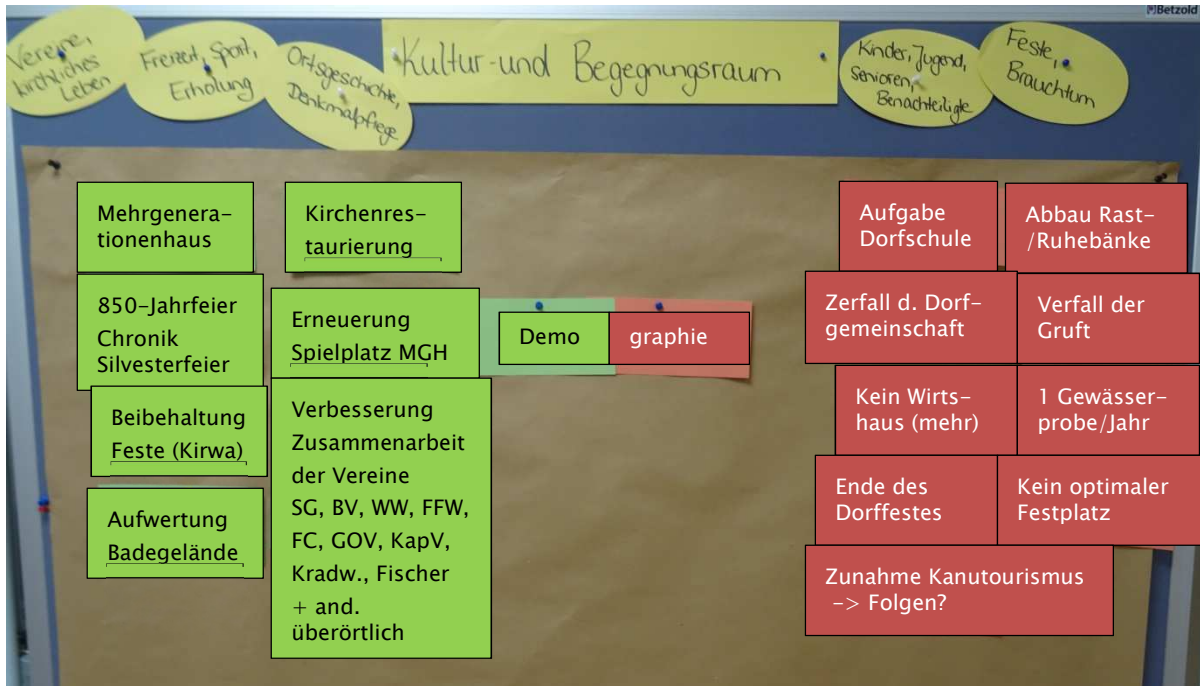 Betzold
Vereine,
kirchliches
Leben
Freizeit, Sport,
Erholung
Ortsgeschichte,
Denkmalpflege
Kultur- und Begegnungsraum
Kinder, Jugend,
Senioren,
Benachteiligte
Feste,
Brauchtum
Mehrgenera-
tionenhaus
850-Jahrfeier
Chronik
Silvesterfeier
Beibehaltung
Feste (Kirwa)
Aufwertung
Badegelände
Kirchenres-
taurierung
Erneuerung
Spielplatz MGH
Verbesserung
Zusammenarbeit
der Vereine
SG, BV, WW, FFW,
FC, GOV, KapV,
Kradw., Fischer
+ and.
überörtlich
Demo graphie
Aufgabe
Dorfschule
Abbau Rast-
/Ruhebänke
Zerfall d. Dorf-
gemeinschaft
Verfall der
Gruft
Kein Wirts-
haus (mehr)
1 Gewässer-
probe/Jahr
Ende des
Dorffestes
Kein optimaler
Festplatz
Zunahme Kanutourismus
-> Folgen?